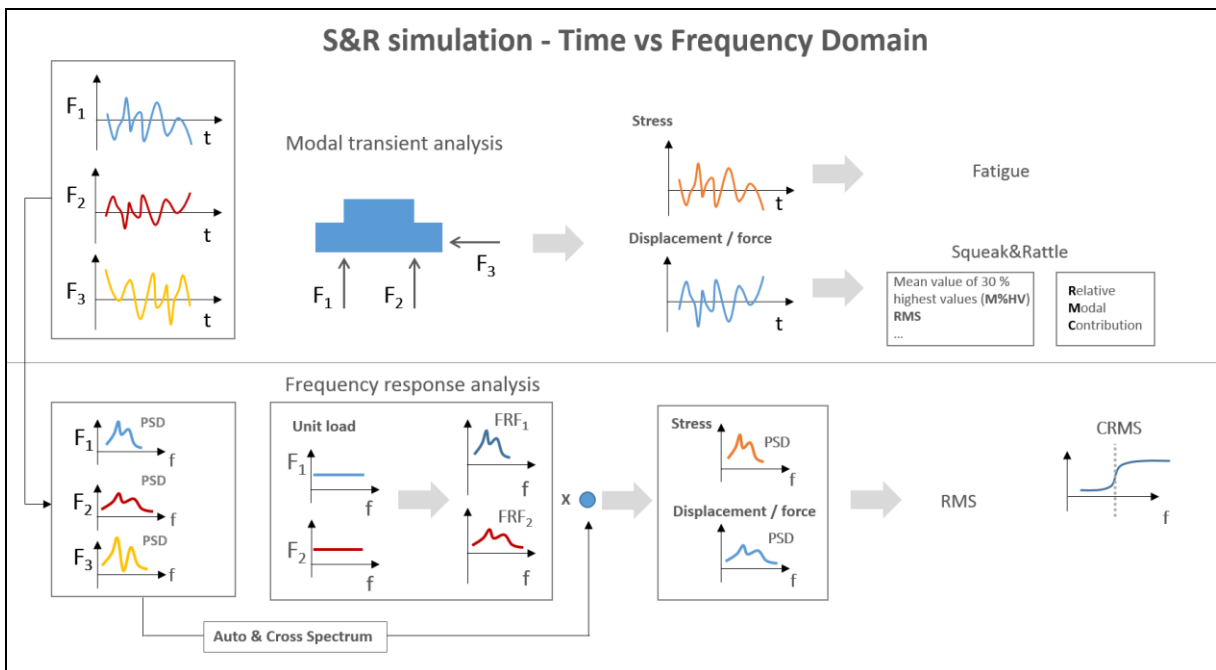 S&R simulation - Time vs Frequency Domain
F1
t
F2
t
F3
t
Modal transient analysis
F1
F2
F3
Stress
t
Displacement / force
t
Fatigue
Squeak&Rattle
Mean value of 30 %
highest values (M%HV)
RMS
...
Relative
Modal
Contribution
Frequency response analysis
F1
PSD
f
F2
PSD
f
F3
PSD
f
Unit load
F1
f
F2
f
FRF1
f
FRF2
f
x
Auto & Cross Spectrum
Stress
PSD
f
Displacement / force
PSD
f
RMS
CRMS
f